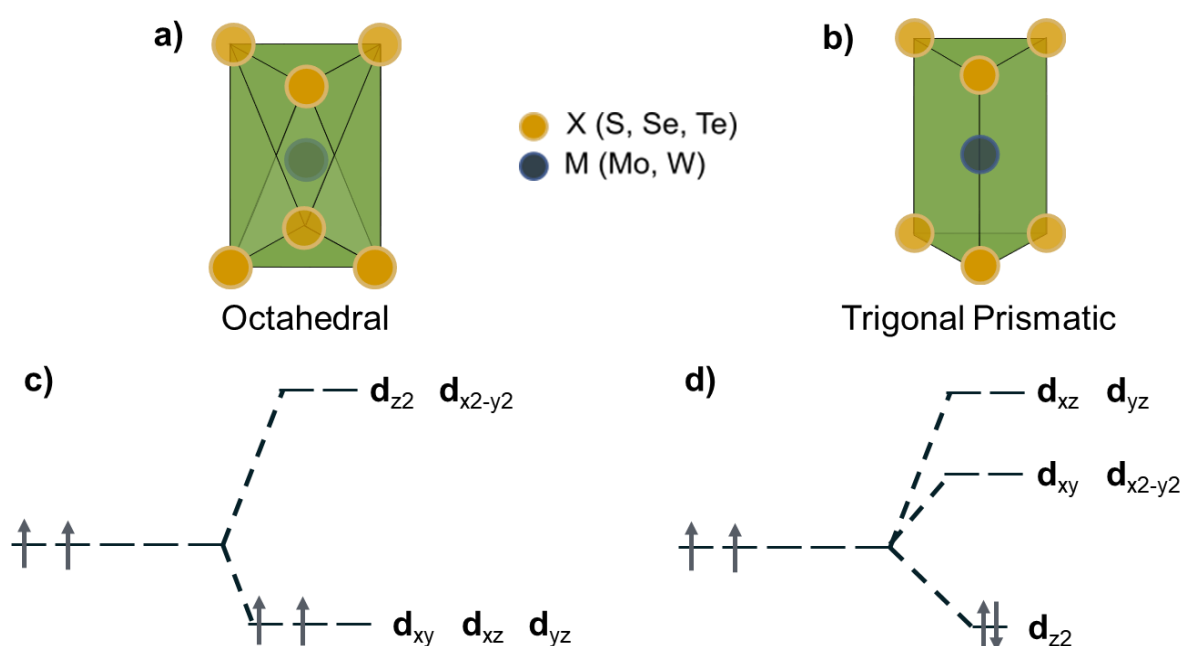 a)
b)
X (S, Se, Te)
M (Mo, W)
Octahedral
Trigonal Prismatic
c)
d)
dz2 dx2-y2
dxz dyz
dxy dx2-y2
dxy dxz dyz
dz2